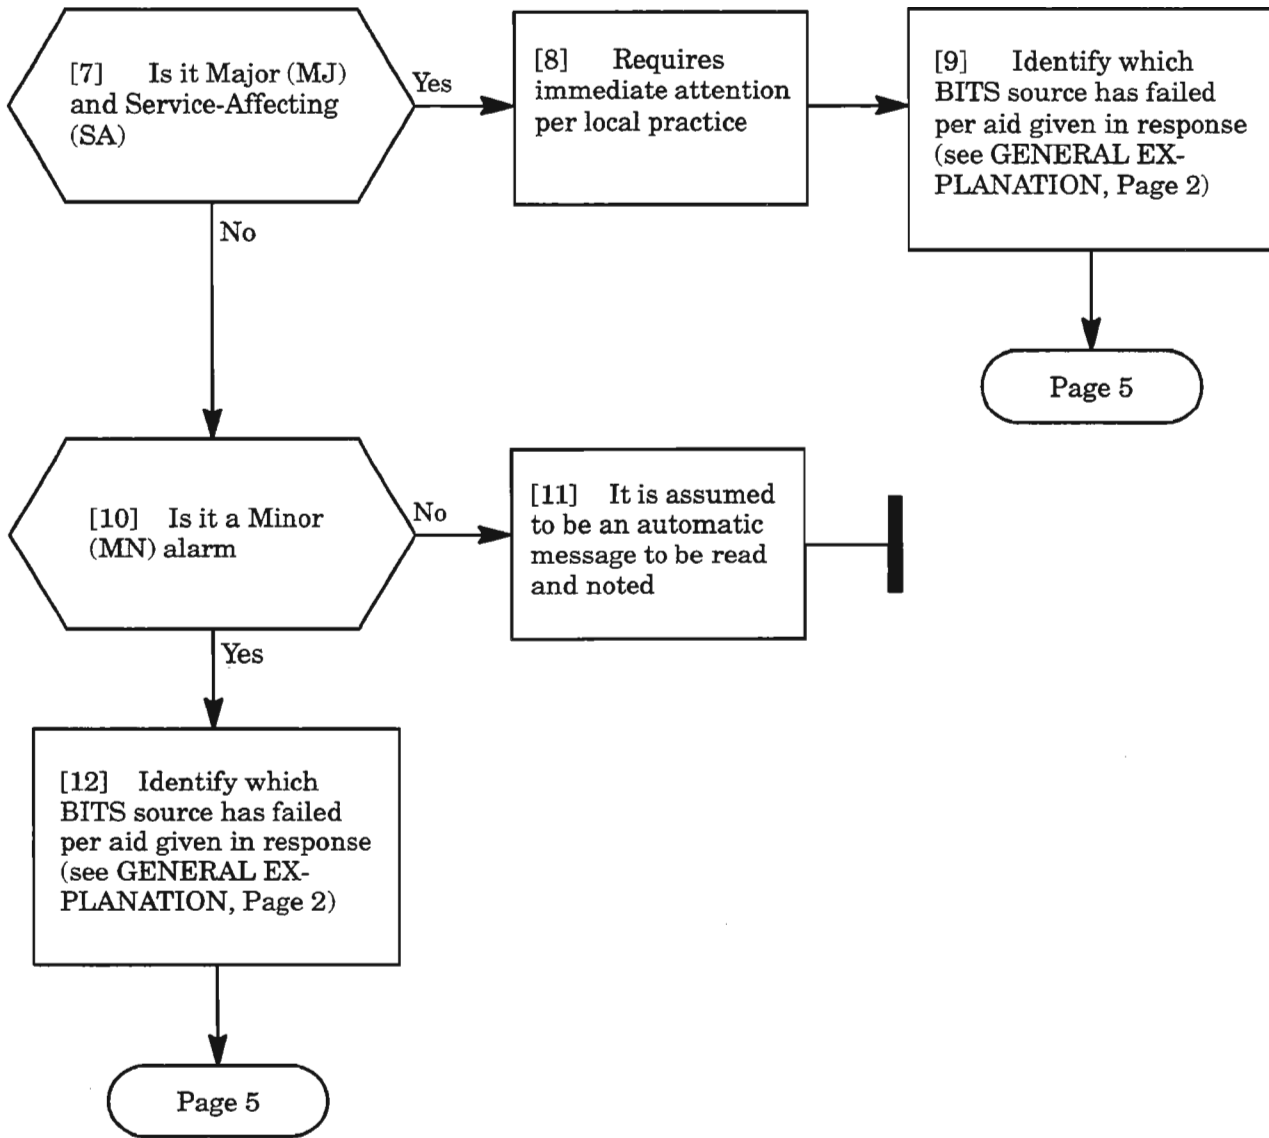 [7] Is it Major (MJ)
and Service-Affecting
(SA)
Yes
[8] Requires
immediate attention
per local practice
[9] Identify which
BITS source has failed
per aid given in response
(see GENERAL EX-
PLANATION, Page 2)
No
Page 5
[10] Is it a Minor
(MN) alarm
No
[11] It is assumed
to be an automatic
message to be read
and noted
Yes
[12] Identify which
BITS source has failed
per aid given in response
(see GENERAL EX-
PLANATION, Page 2)
Page 5